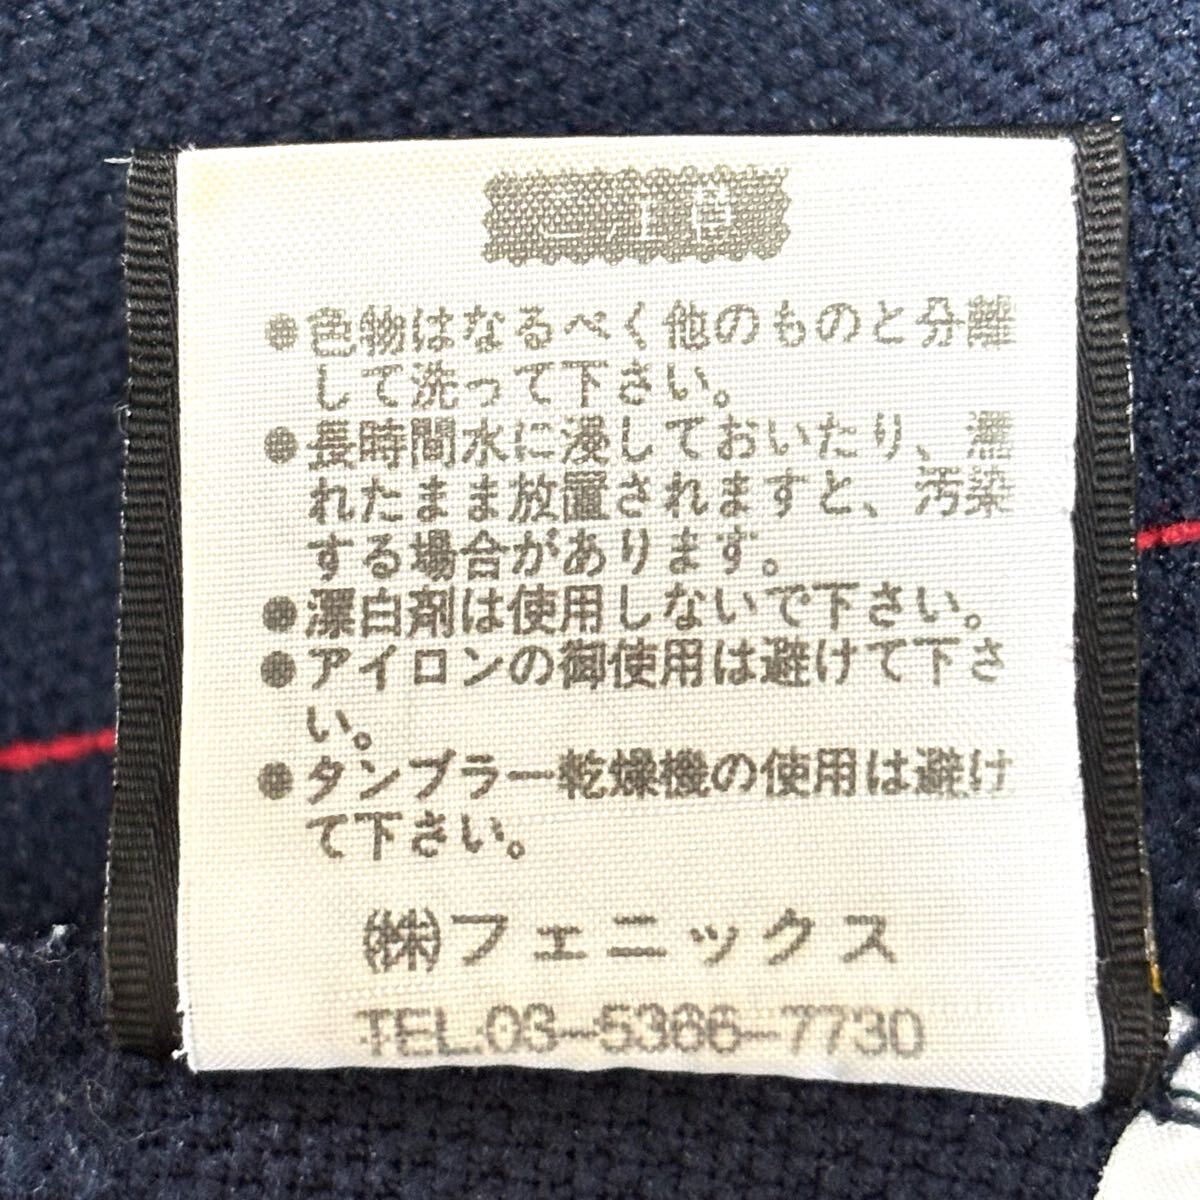 ●色物はなるべく他のものと分離
して洗って下さい。
●長時間水に浸しておいたり、濡
れたまま放置されますと、汚染
する場合があります。
●漂白剤は使用しないで下さい。
●アイロンの御使用は避けて下さ
い。
●タンブラー乾燥機の使用は避け
て下さい。
㈱フェニックス
TEL:03-5366-7730